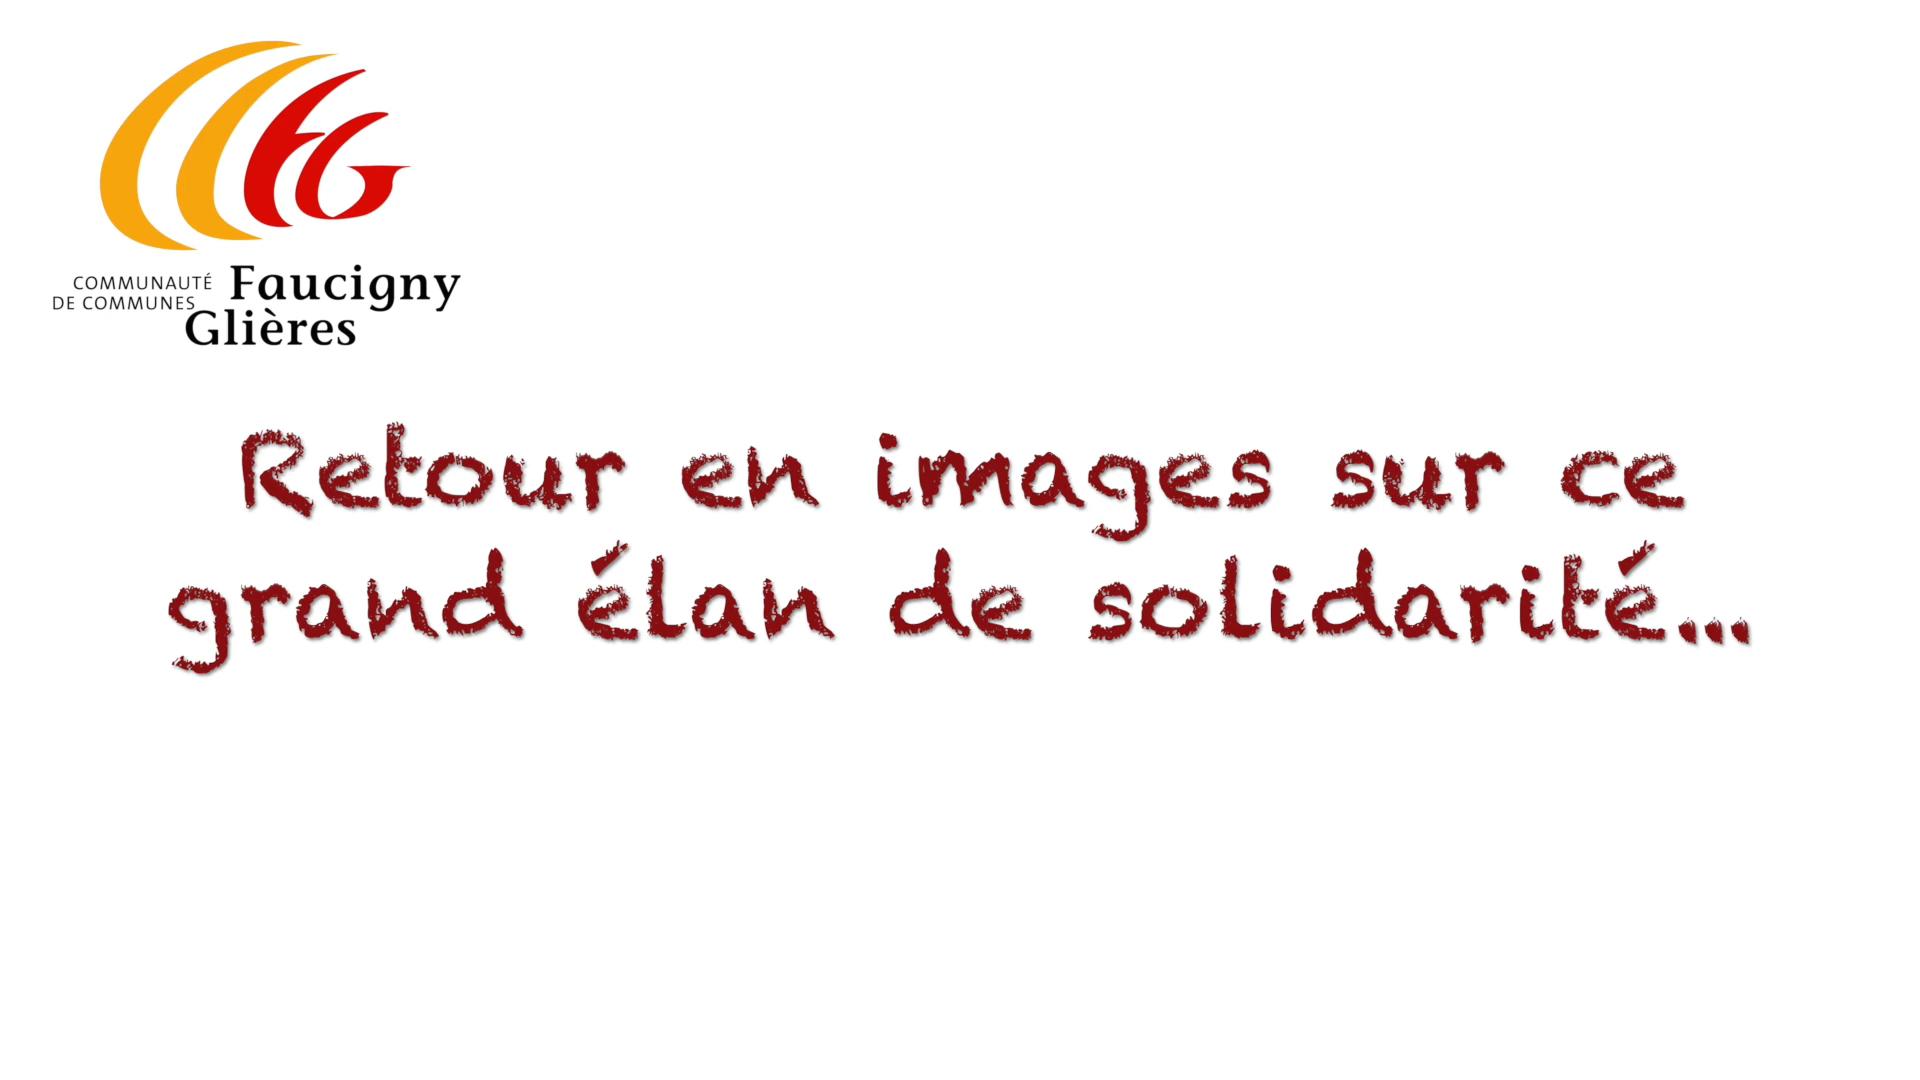 COMMUNAUTÉ
DE COMMUNES
Faucigny
Glières
Retour en images sur ce
grand élan de solidarité...